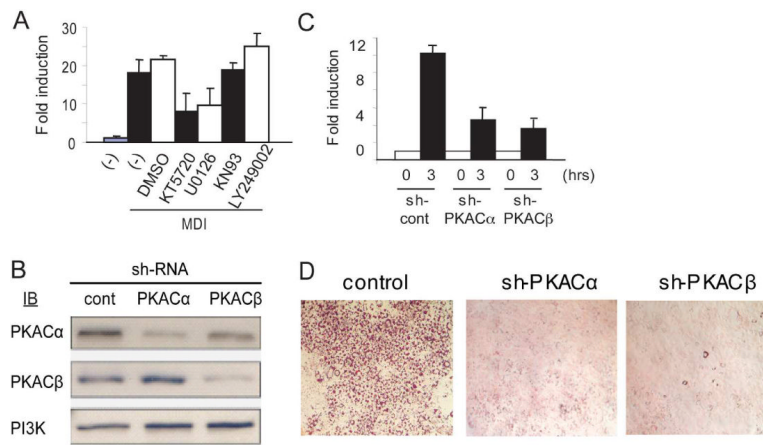 A
Fold induction
30
20
10
0
(-)
(-)
DMSO
KT5720
U0126
KN93
LY249002
MDI
C
Fold induction
12
8
4
0
0 3 0 3 0 3 (hrs)
sh-cont
sh-PKACα
sh-PKACβ
B
sh-RNA
IB
cont PKACα PKACβ
PKACα
PKACβ
PI3K
D
control
sh-PKACα
sh-PKACβ